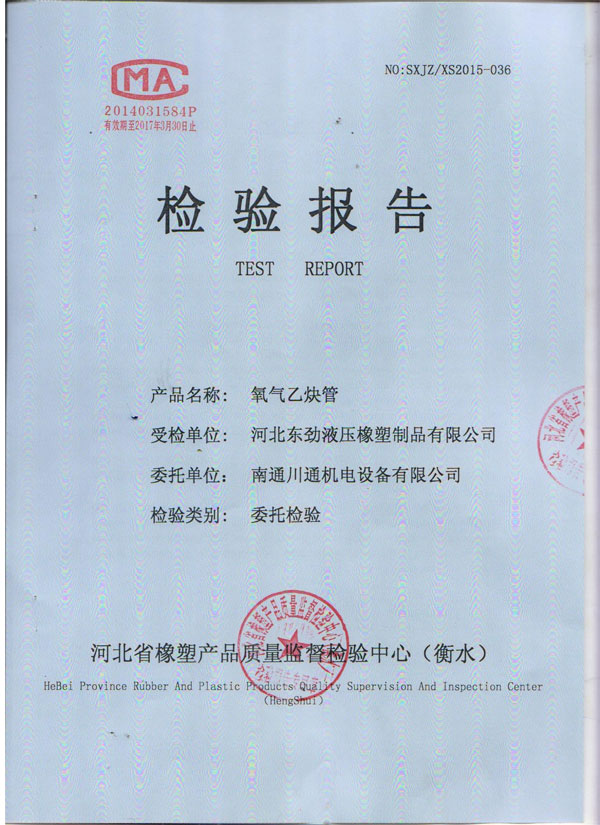 NO:SXJZ/XS2015-036
CMA
2014031584P
有效期至2017年3月30日止
检验报告
TEST REPORT
产品名称: 氧气乙炔管
受检单位: 河北东劲液压橡塑制品有限公司
委托单位: 南通川通机电设备有限公司
检验类别: 委托检验
河北省橡塑产品质量监督检验中心（衡水）
HeBei Province Rubber And Plastic Products Quality Supervision And Inspection Center
(HengShui)